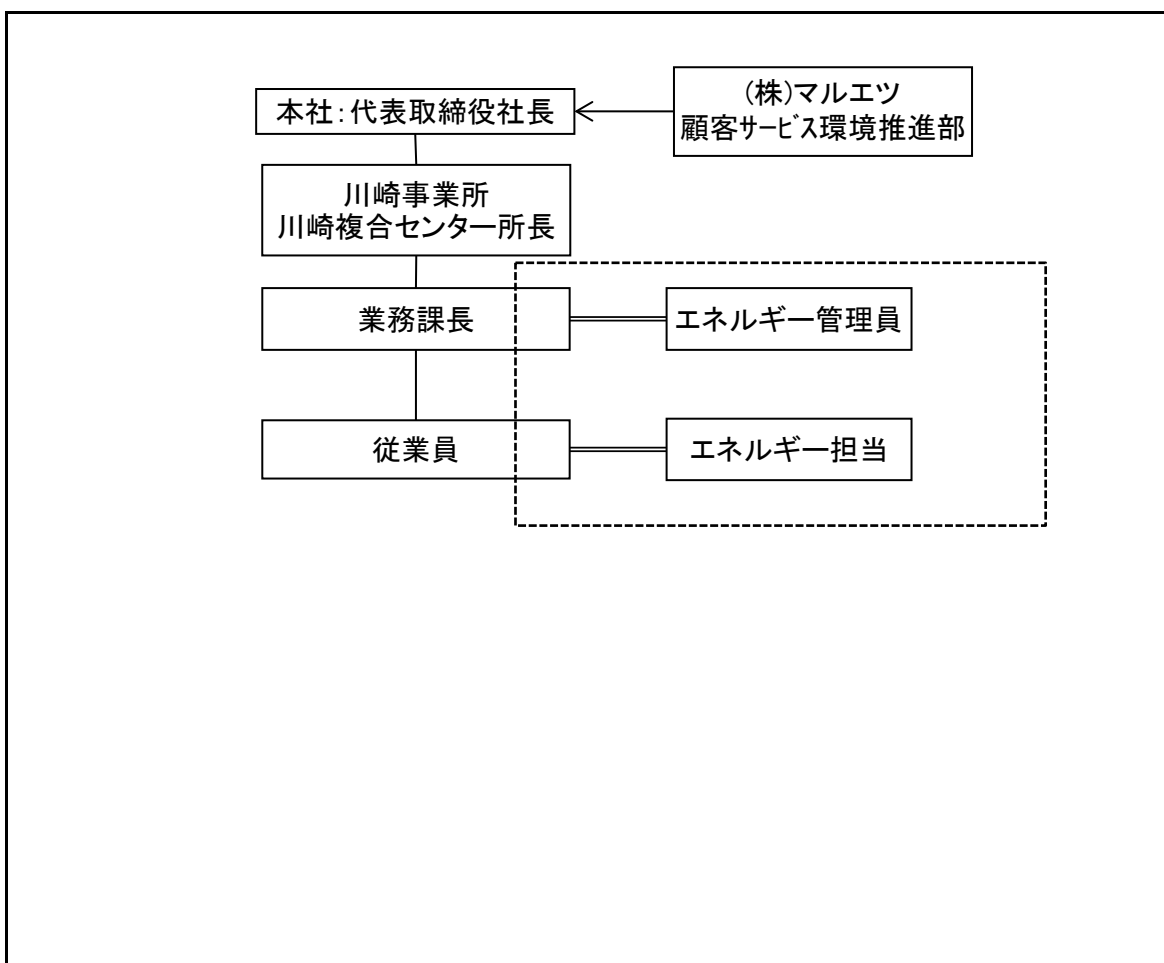 本社：代表取締役社長
(株)マルエツ
顧客ｻｰﾋﾞｽ環境推進部
川崎事業所
川崎複合センター所長
業務課長
エネルギー管理員
従業員
エネルギー担当